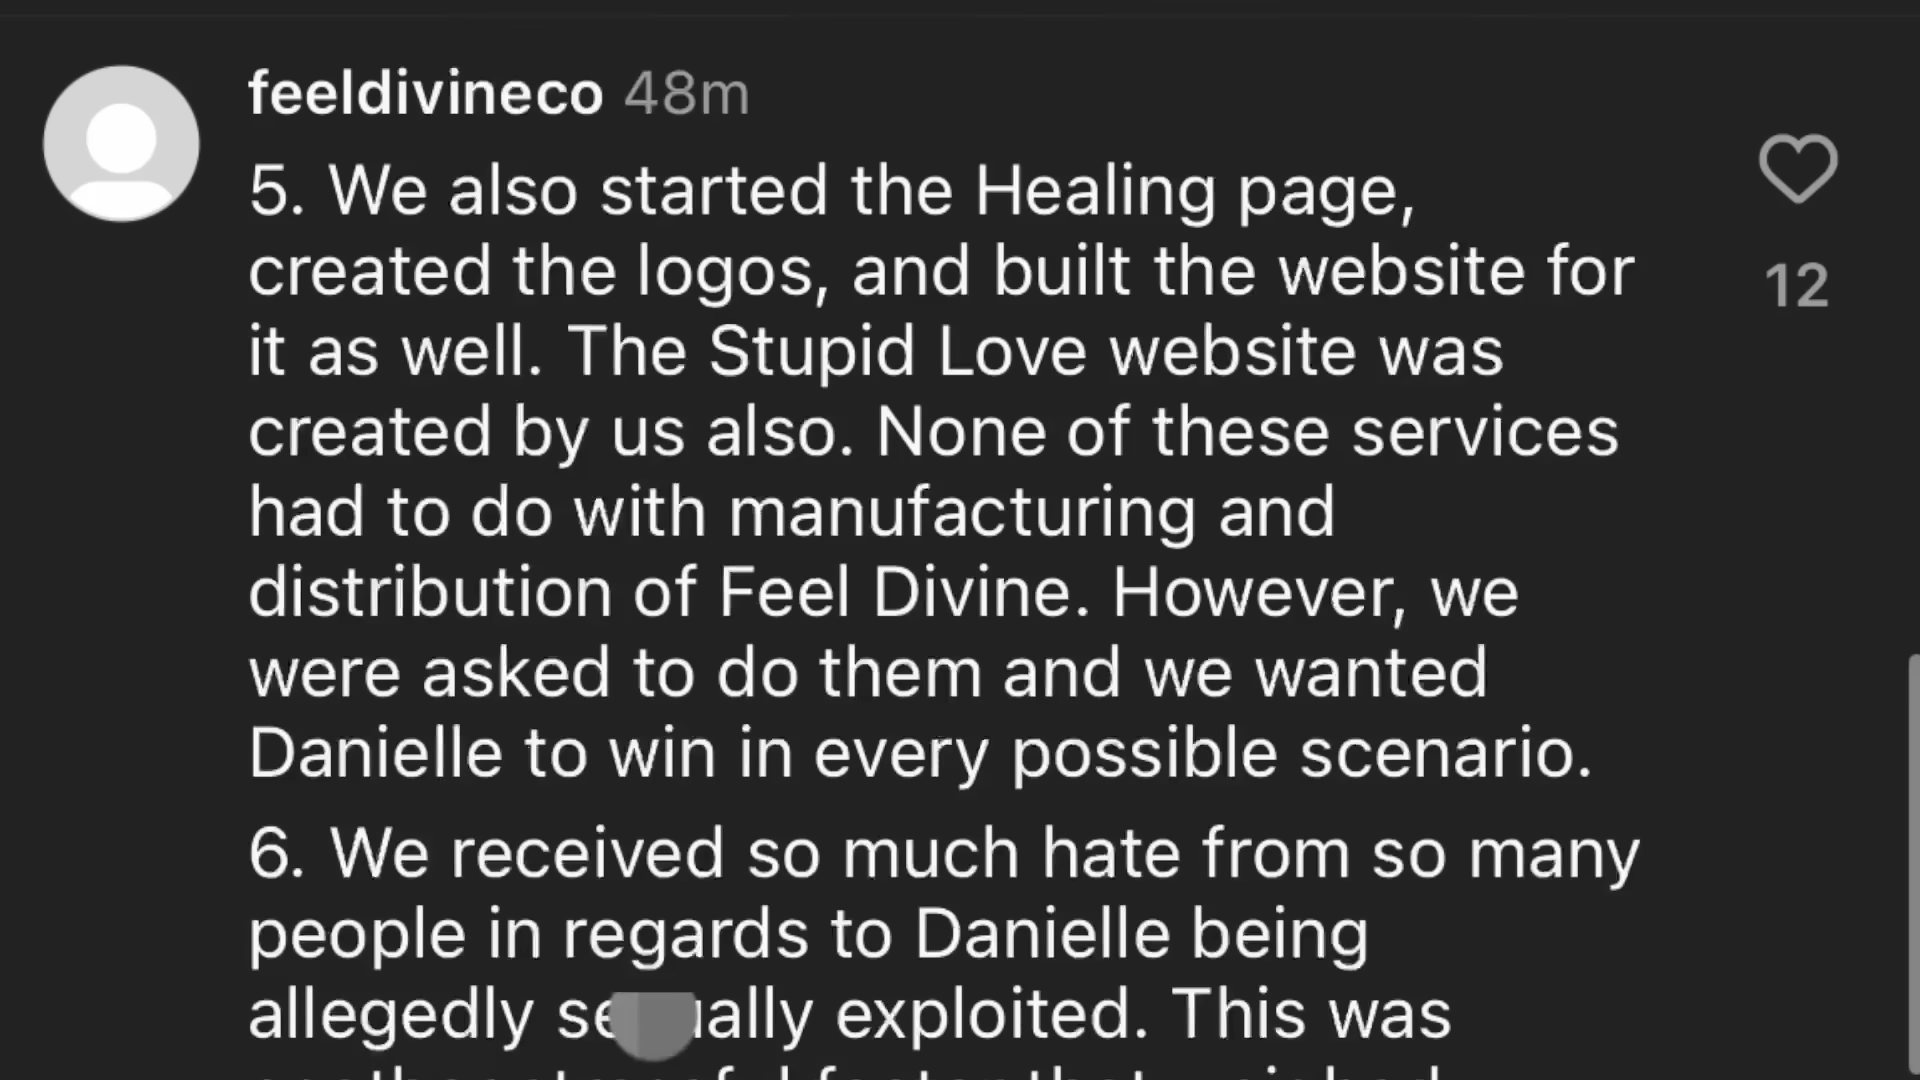 feeldivineco 48m
5. We also started the Healing page,
created the logos, and built the website for
it as well. The Stupid Love website was
created by us also. None of these services
had to do with manufacturing and
distribution of Feel Divine. However, we
were asked to do them and we wanted
Danielle to win in every possible scenario.
6. We received so much hate from so many
people in regards to Danielle being
allegedly exploited. This was
12